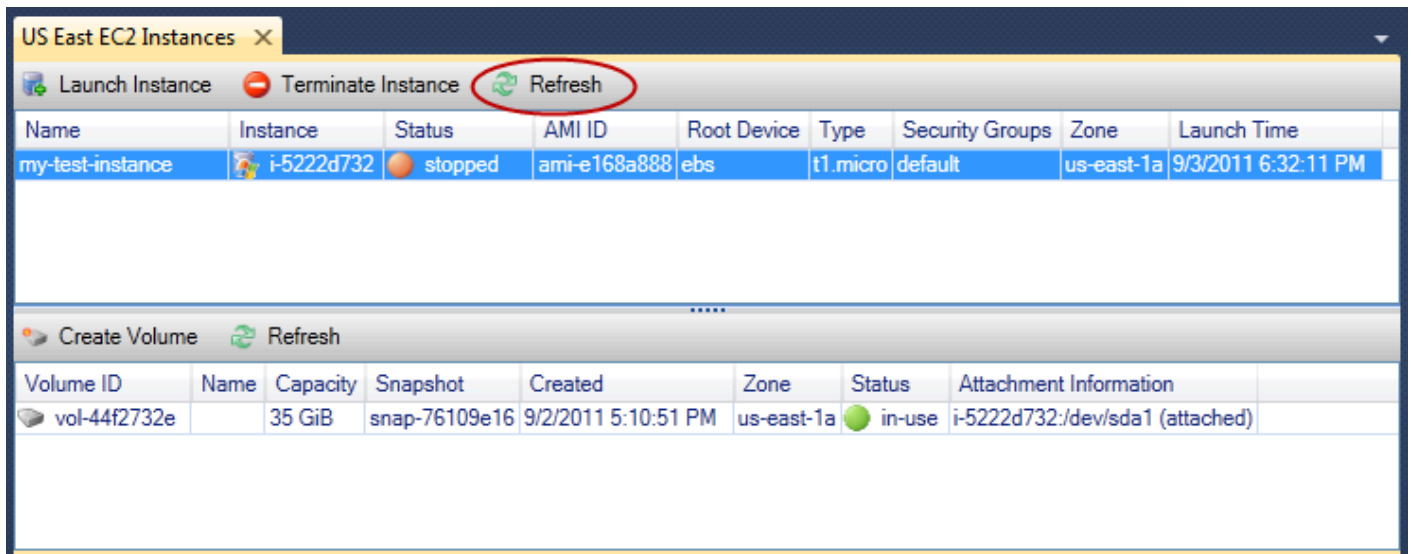 US East EC2 Instances
Launch Instance Terminate Instance Refresh
Name Instance Status AMI ID Root Device Type Security Groups Zone Launch Time
my-test-instance i-5222d732 stopped ami-e168a888 ebs t1.micro default us-east-1a 9/3/2011 6:32:11 PM
Create Volume Refresh
Volume ID Name Capacity Snapshot Created Zone Status Attachment Information
vol-44f2732e 35 GiB snap-76109e16 9/2/2011 5:10:51 PM us-east-1a in-use i-5222d732:/dev/sda1 (attached)